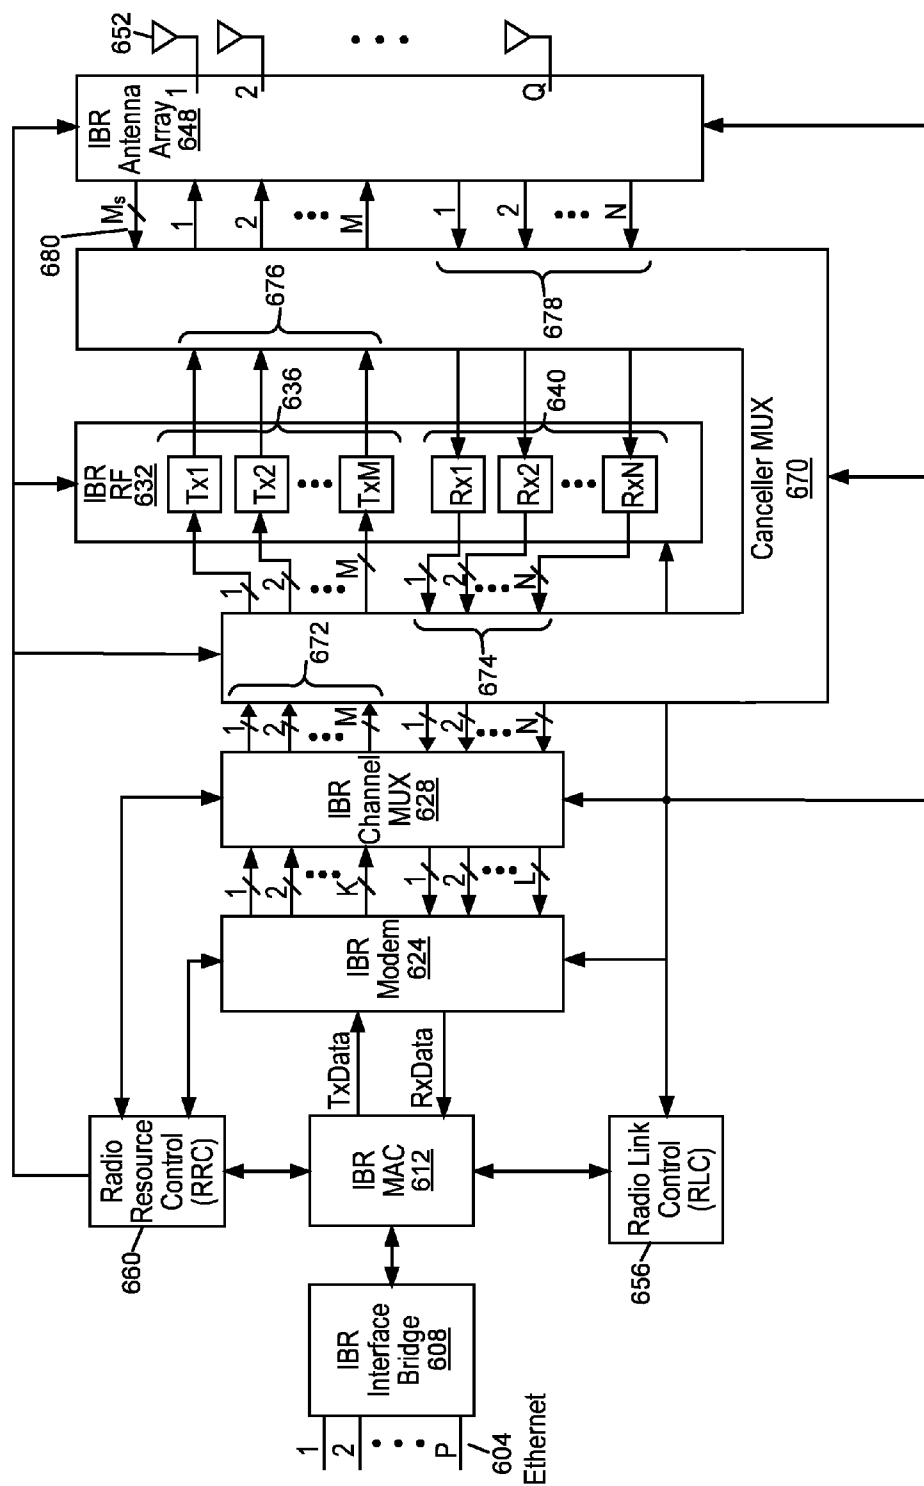 1
2
P
604
Ethernet
IBR
Interface
Bridge
608
660
Radio
Resource
Control
(RRC)
IBR
MAC
612
656
Radio Link
Control
(RLC)
TxData
RxData
IBR
Modem
624
1
2
K
1
2
L
IBR
Channel
MUX
628
1
2
M
1
2
N
672
674
1
2
M
1
2
N
IBR
RF
632
Tx1
Tx2
TxM
636
Rx1
Rx2
RxN
640
Canceller MUX
670
676
678
680
Ms
1
2
M
1
2
N
IBR
Antenna
Array
648
1
2
Q
652